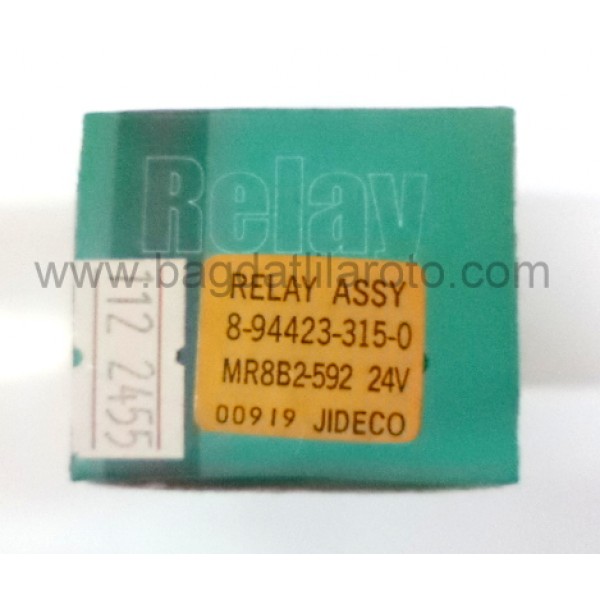 Relay
www.bagdatlilaroto.com
RELAY ASSY
8-94423-315-0
MR8B2-592 24V
00919 JIDECO
112 2455